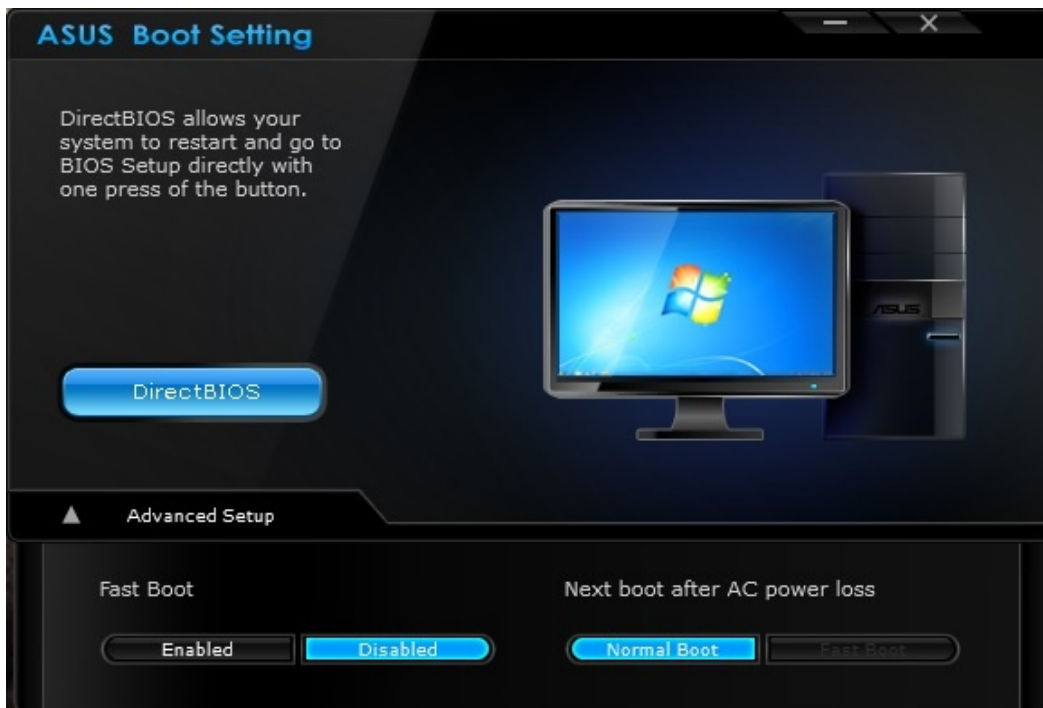 ASUS Boot Setting
DirectBIOS allows your
system to restart and go to
BIOS Setup directly with
one press of the button.
ASUS
DirectBIOS
Advanced Setup
Fast Boot
Next boot after AC power loss
Enabled
Disabled
Normal Boot
Fast Boot